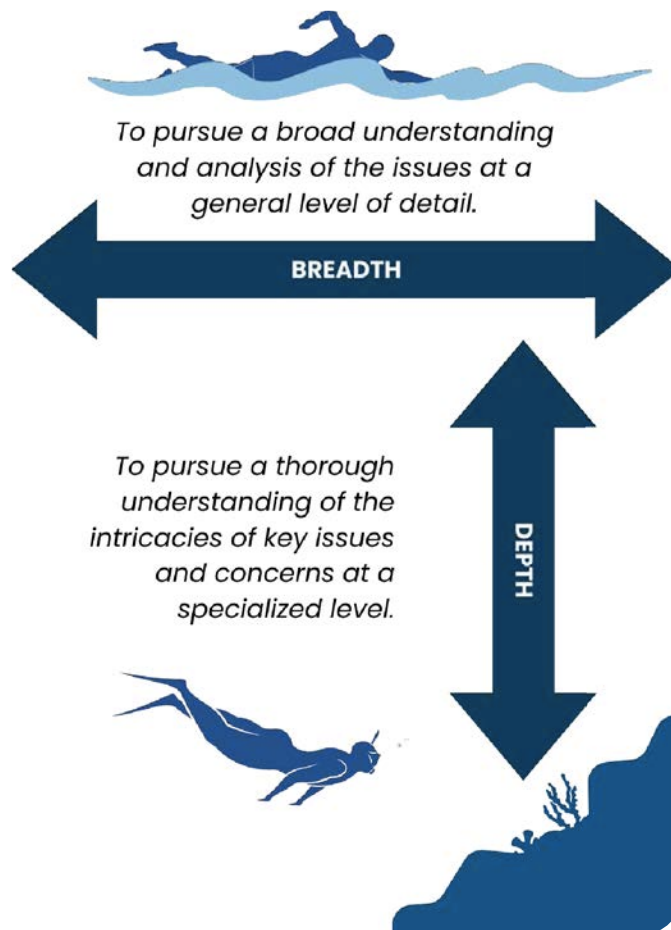 To pursue a broad understanding
and analysis of the issues at a
general level of detail.
BREADTH
To pursue a thorough
understanding of the
intricacies of key issues
and concerns at a
specialized level.
DEPTH